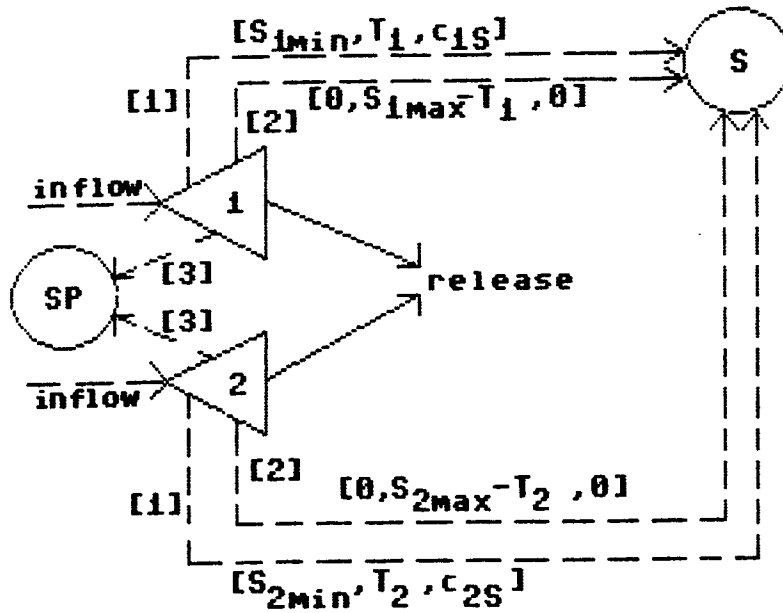 [S1min,T1,c1S]
S
[1]
[0,S1max-T1,0]
[2]
inflow
1
[3]
release
SP
[3]
2
inflow
[2]
[0,S2max-T2,0]
[1]
[S2min,T2,c2S]